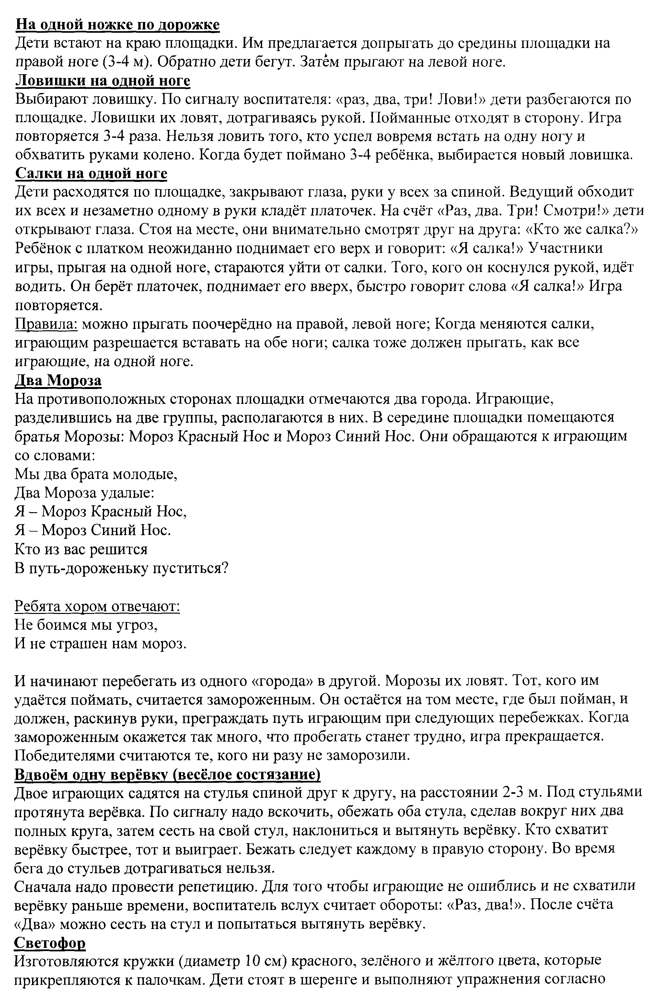 На одной ножке по дорожке
Дети встают на краю площадки. Им предлагается допрыгать до средины площадки на
правой ноге (3-4 м). Обратно дети бегут. Затем прыгают на левой ноге.
Ловишки на одной ноге
Выбирают ловишку. По сигналу воспитателя: «раз, два, три! Лови!» дети разбегаются по
площадке. Ловишки их ловят, дотрагиваясь рукой. Пойманные отходят в сторону. Игра
повторяется 3-4 раза. Нельзя ловить того, кто успел вовремя встать на одну ногу и
обхватить руками колено. Когда будет поймано 3-4 ребёнка, выбирается новый ловишка.
Салки на одной ноге
Дети расходятся по площадке, закрывают глаза, руки у всех за спиной. Ведущий обходит
их всех и незаметно одному в руки кладёт платочек. На счёт «Раз, два. Три! Смотри!» дети
открывают глаза. Стоя на месте, они внимательно смотрят друг на друга: «Кто же салка?»
Ребёнок с платком неожиданно поднимает его верх и говорит: «Я салка!» Участники
игры, прыгая на одной ноге, стараются уйти от салки. Того, кого он коснулся рукой, идёт
водить. Он берёт платочек, поднимает его вверх, быстро говорит слова «Я салка!» Игра
повторяется.
Правила: можно прыгать поочерёдно на правой, левой ноге; Когда меняются салки,
играющим разрешается вставать на обе ноги; салка тоже должен прыгать, как все
играющие, на одной ноге.
Два Мороза
На противоположных сторонах площадки отмечаются два города. Играющие,
разделившись на две группы, располагаются в них. В середине площадки помещаются
братья Морозы: Мороз Красный Нос и Мороз Синий Нос. Они обращаются к играющим
со словами:
Мы два брата молодые,
Два Мороза удалые:
Я – Мороз Красный Нос,
Я – Мороз Синий Нос.
Кто из вас решится
В путь-дороженьку пуститься?
Ребята хором отвечают:
Не боимся мы угроз,
И не страшен нам мороз.
И начинают перебегать из одного «города» в другой. Морозы их ловят. Тот, кого им
удаётся поймать, считается замороженным. Он остаётся на том месте, где был пойман, и
должен, раскинув руки, преграждать путь играющим при следующих перебежках. Когда
замороженным окажется так много, что пробегать станет трудно, игра прекращается.
Победителями считаются те, кого ни разу не заморозили.
Вдвоём одну верёвку (весёлое состязание)
Двое играющих садятся на стулья спиной друг к другу, на расстоянии 2-3 м. Под стульями
протянута верёвка. По сигналу надо вскочить, обежать оба стула, сделав вокруг них два
полных круга, затем сесть на свой стул, наклониться и вытянуть верёвку. Кто схватит
верёвку быстрее, тот и выиграет. Бежать следует каждому в правую сторону. Во время
бега до стульев дотрагиваться нельзя.
Сначала надо провести репетицию. Для того чтобы играющие не ошиблись и не схватили
верёвку раньше времени, воспитатель вслух считает обороты: «Раз, два!». После счёта
«Два» можно сесть на стул и попытаться вытянуть верёвку.
Светофор
Изготовляются кружки (диаметр 10 см) красного, зелёного и жёлтого цвета, которые
прикрепляются к палочкам. Дети стоят в шеренге и выполняют упражнения согласно